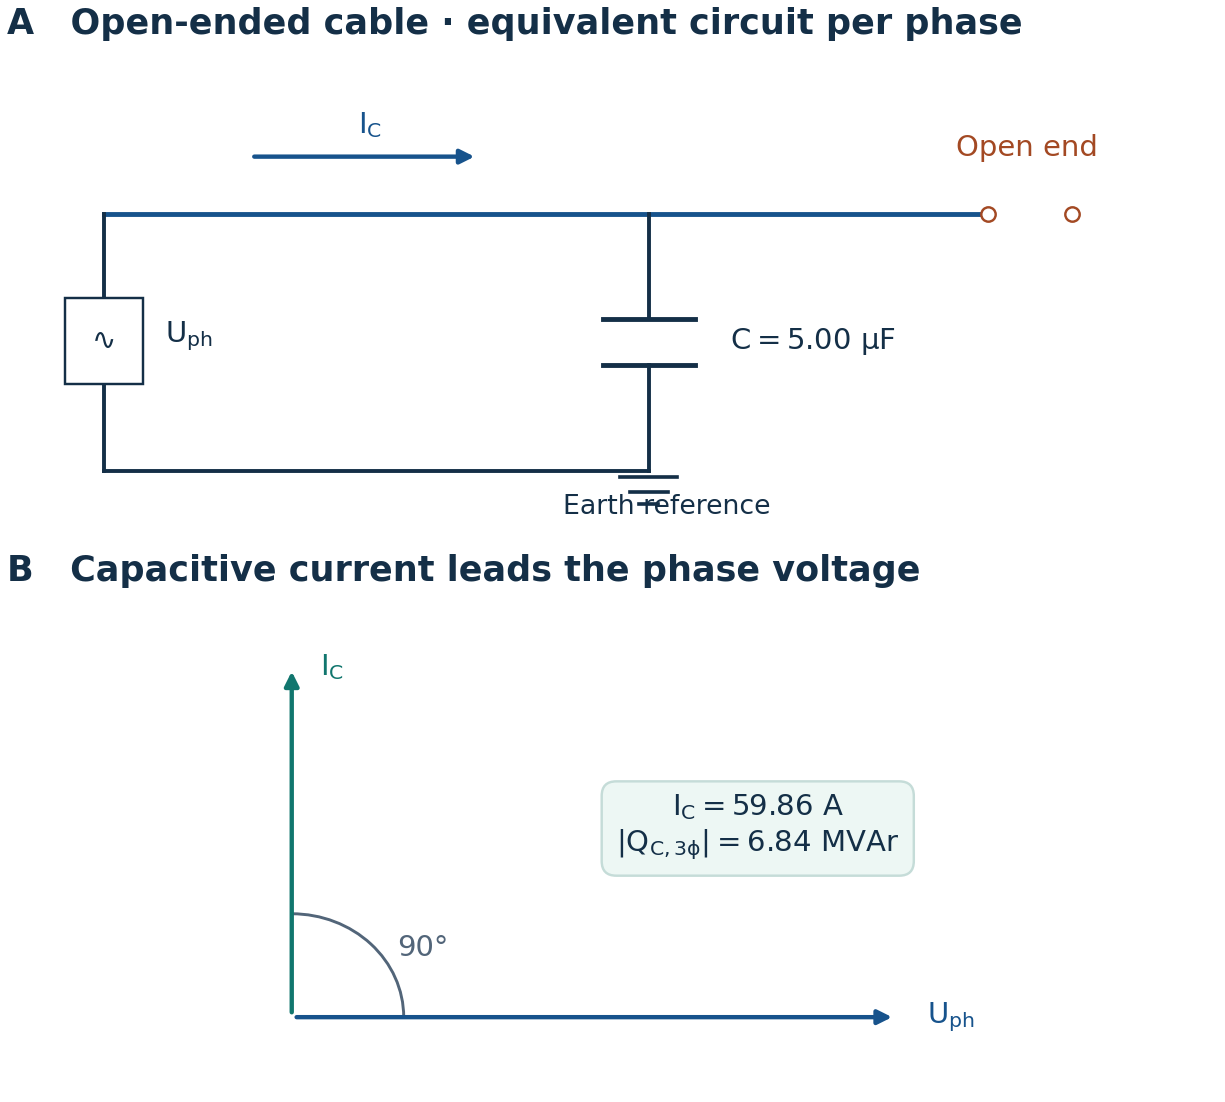 A Open-ended cable · equivalent circuit per phase
I_C
Open end
∿
U_ph
C = 5.00 µF
Earth reference
B Capacitive current leads the phase voltage
I_C
I_C = 59.86 A
|Q_C,3ϕ| = 6.84 MVAr
90°
U_ph